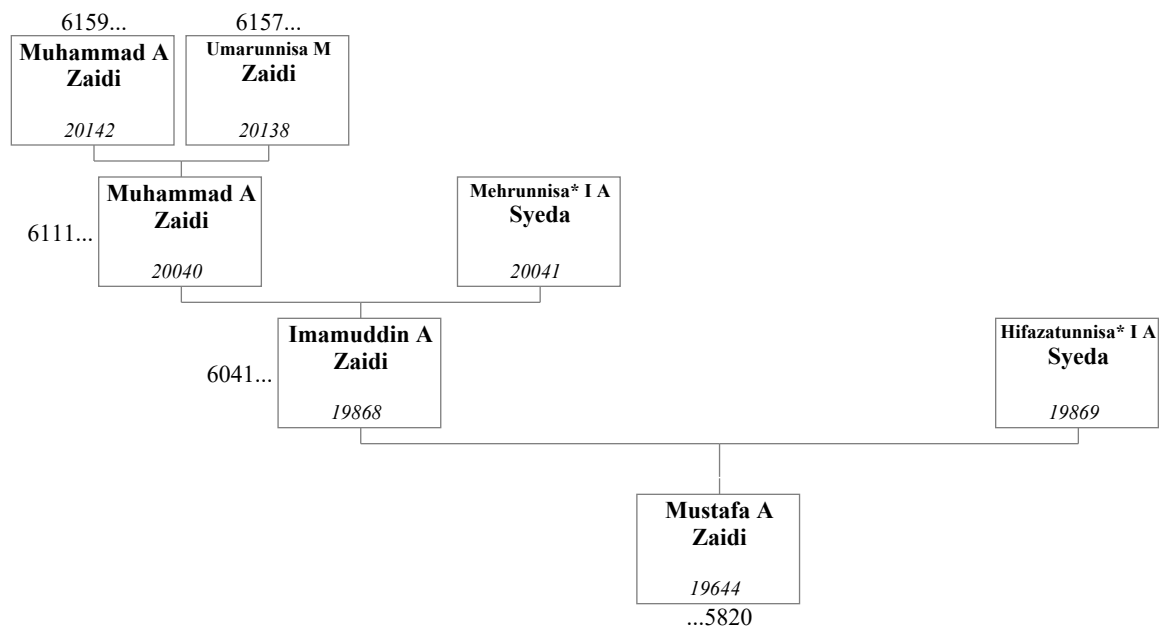 6159...
6157...
Muhammad A
Zaidi
20142
Umarunnisa M
Zaidi
20138
6111...
Muhammad A
Zaidi
20040
Mehrunnisa* I A
Syeda
20041
6041...
Imamuddin A
Zaidi
19868
Hifazatunnisa* I A
Syeda
19869
Mustafa A
Zaidi
19644
...5820